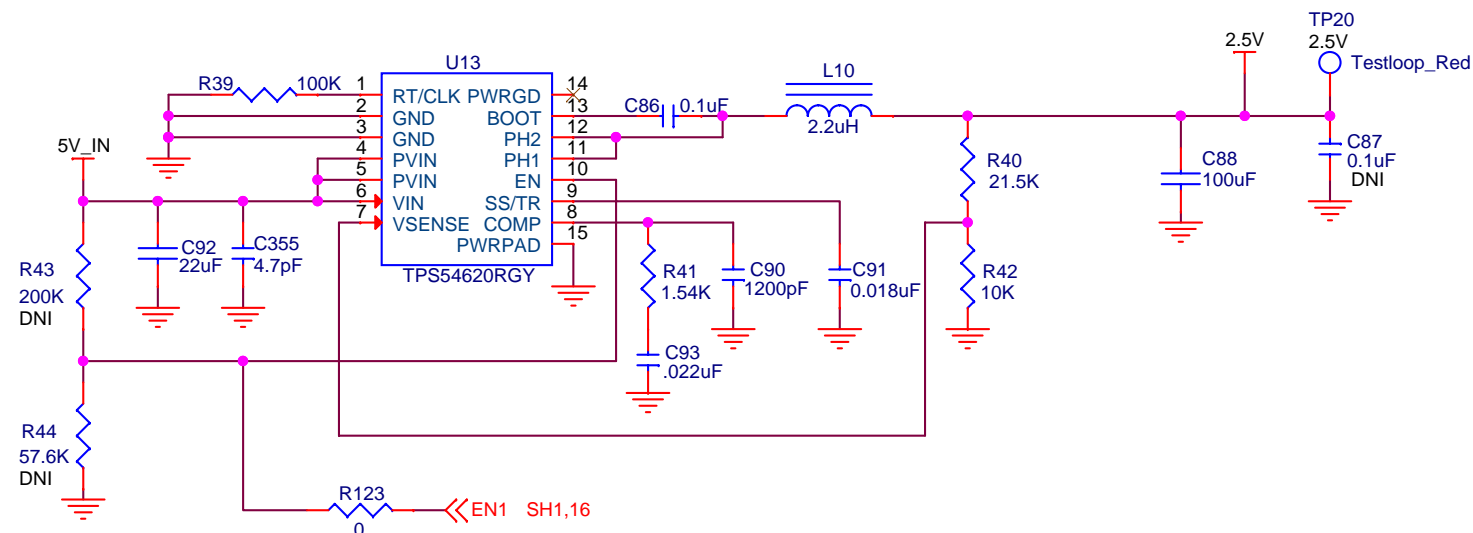 TP20
2.5V
2.5V
Testloop_Red
U13
L10
R39
100K
1
RT/CLK
PWRGD
14
2
GND
BOOT
13
C86
0.1uF
2.2uH
3
GND
PH2
12
5V_IN
4
PVIN
PH1
11
5
PVIN
EN
10
6
VIN
SS/TR
9
7
VSENSE
COMP
8
PWRPAD
15
TPS54620RGY
R40
21.5K
C88
100uF
C87
0.1uF
DNI
R43
200K
DNI
C92
22uF
C355
4.7pF
R41
1.54K
C90
1200pF
C91
0.018uF
R42
10K
C93
.022uF
R44
57.6K
DNI
R123
0
EN1 SH1,16